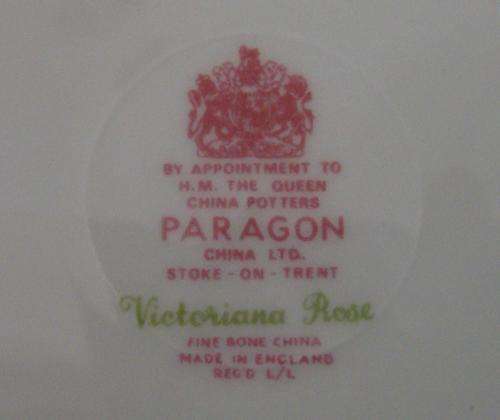 BY APPOINTMENT TO
H.M. THE QUEEN
CHINA POTTERS
PARAGON
CHINA LTD.
STOKE-ON-TRENT
Victoriana Rose
FINE BONE CHINA
MADE IN ENGLAND
REG'D L/L